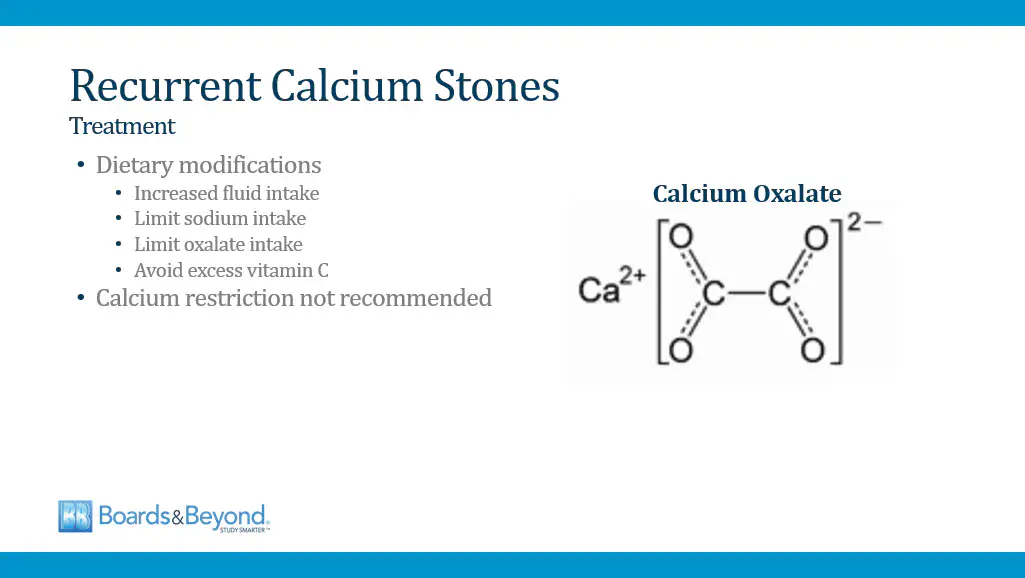 Recurrent Calcium Stones
Treatment
• Dietary modifications
• Increased fluid intake
• Limit sodium intake
• Limit oxalate intake
• Avoid excess vitamin C
• Calcium restriction not recommended
Calcium Oxalate
O O 2−
Ca2+ C C
O O
BB Boards&Beyond®
STUDY SMARTER™